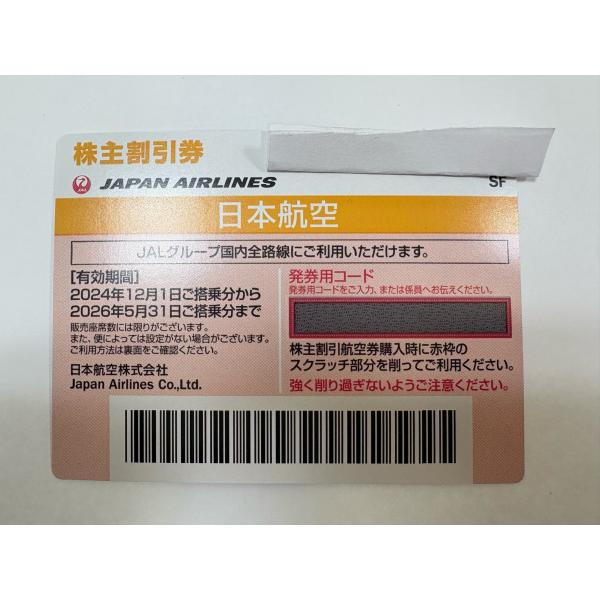 株主割引券
JAL JAPAN AIRLINES
SF
日本航空
JALグループ国内全路線にご利用いただけます。
[有効期間]
2024年12月1日ご搭乗分から
2026年5月31日ご搭乗分まで
販売座席数には限りがございます。
また、便によっては設定がない場合がございます。
ご利用方法は裏面をご確認ください。
日本航空株式会社
Japan Airlines Co.,Ltd.
発券用コード
発券用コードをご入力、または係員へお伝えください。
株主割引航空券購入時に赤枠の
スクラッチ部分を削ってご利用ください。
強く削り過ぎないようご注意ください。